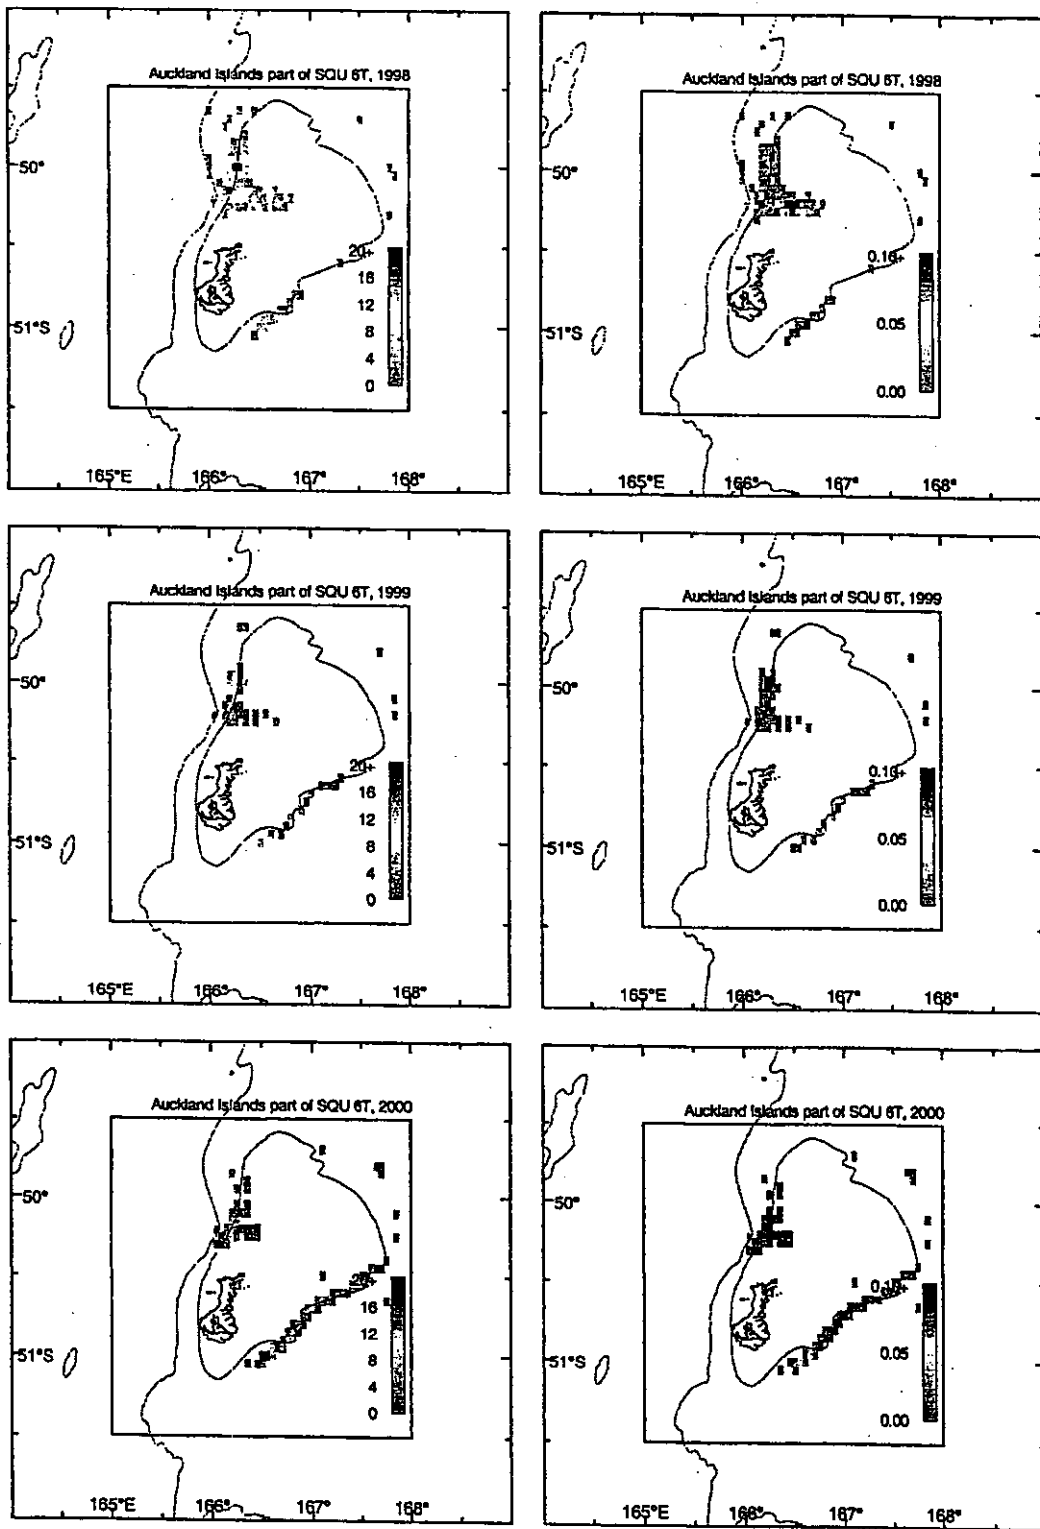 Auckland Islands part of SQU 6T, 1998
50°
20+
16
12
51°S
8
4
0
165°E 166° 167° 168°
Auckland Islands part of SQU 6T, 1998
50°
0.10+
51°S
0.05
0.00
165°E 166° 167° 168°
Auckland Islands part of SQU 6T, 1999
50°
20+
16
12
51°S
8
4
0
165°E 166° 167° 168°
Auckland Islands part of SQU 6T, 1999
50°
0.10+
0.05
51°S
0.00
165°E 166° 167° 168°
Auckland Islands part of SQU 6T, 2000
50°
16
12
51°S
8
4
0
165°E 166° 167° 168°
Auckland Islands part of SQU 6T, 2000
50°
0.05
51°S
0.00
165°E 166° 167° 168°